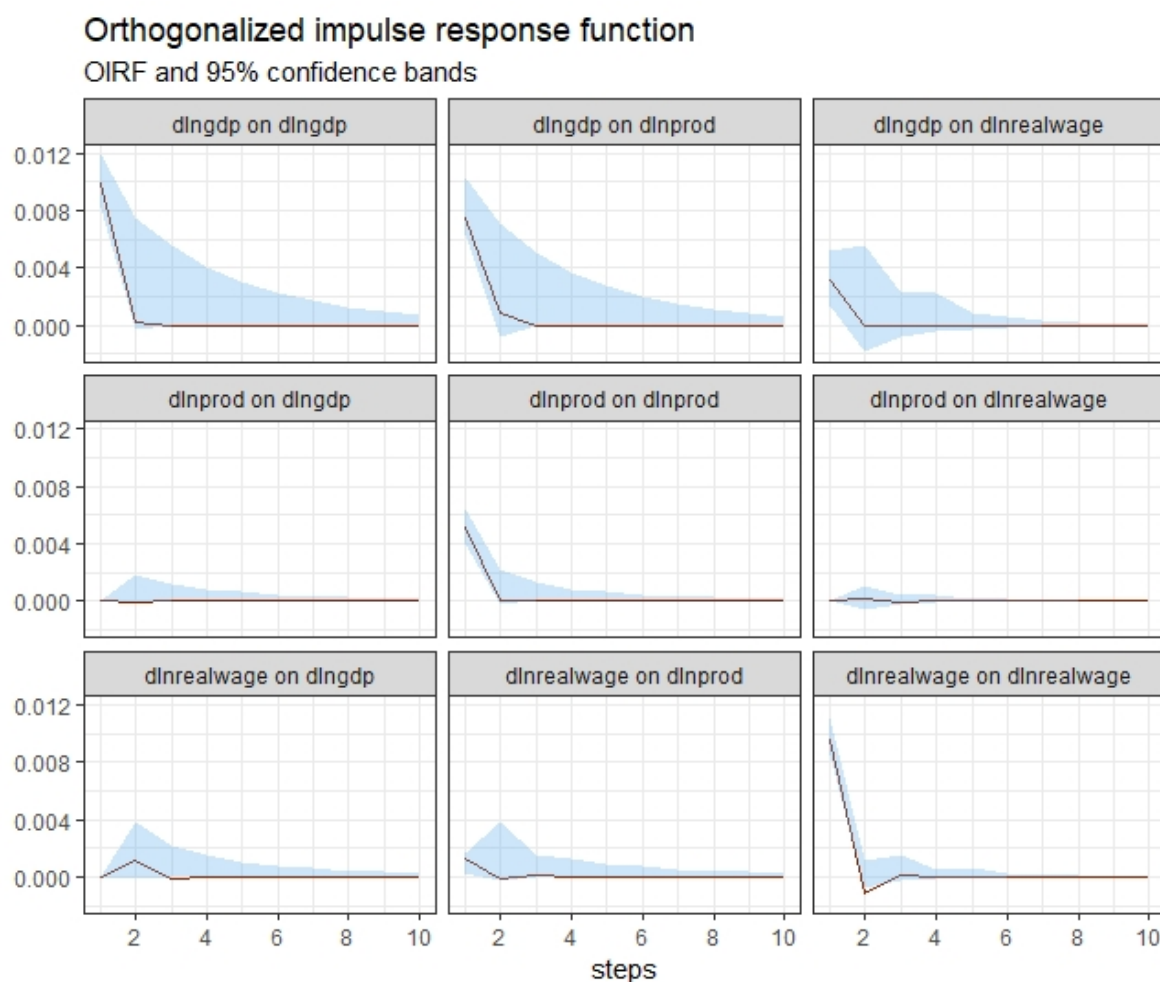 Orthogonalized impulse response function
OIRF and 95% confidence bands
dlngdp on dlngdp
dlngdp on dlnprod
dlngdp on dlnrealwage
0.012
0.008
0.004
0.000
dlnprod on dlngdp
dlnprod on dlnprod
dlnprod on dlnrealwage
0.012
0.008
0.004
0.000
dlnrealwage on dlngdp
dlnrealwage on dlnprod
dlnrealwage on dlnrealwage
0.012
0.008
0.004
0.000
2 4 6 8 10 2 4 6 8 10 2 4 6 8 10
steps